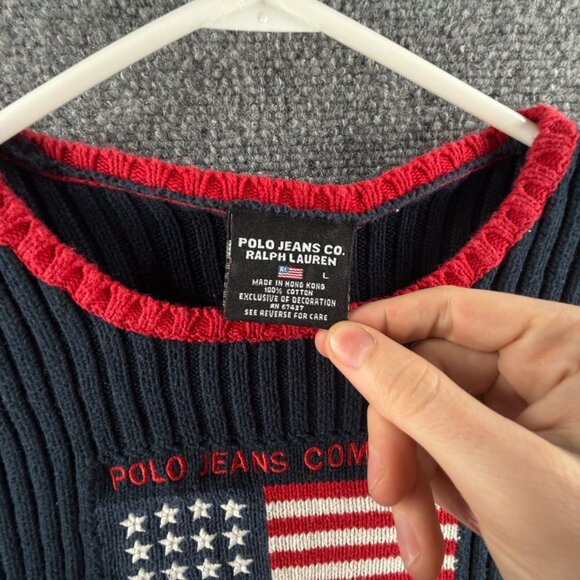 POLO JEANS CO.
RALPH LAUREN
L
MADE IN HONG KONG
100% COTTON
EXCLUSIVE OF DECORATION
RN 67437
SEE REVERSE FOR CARE
POLO JEANS COM